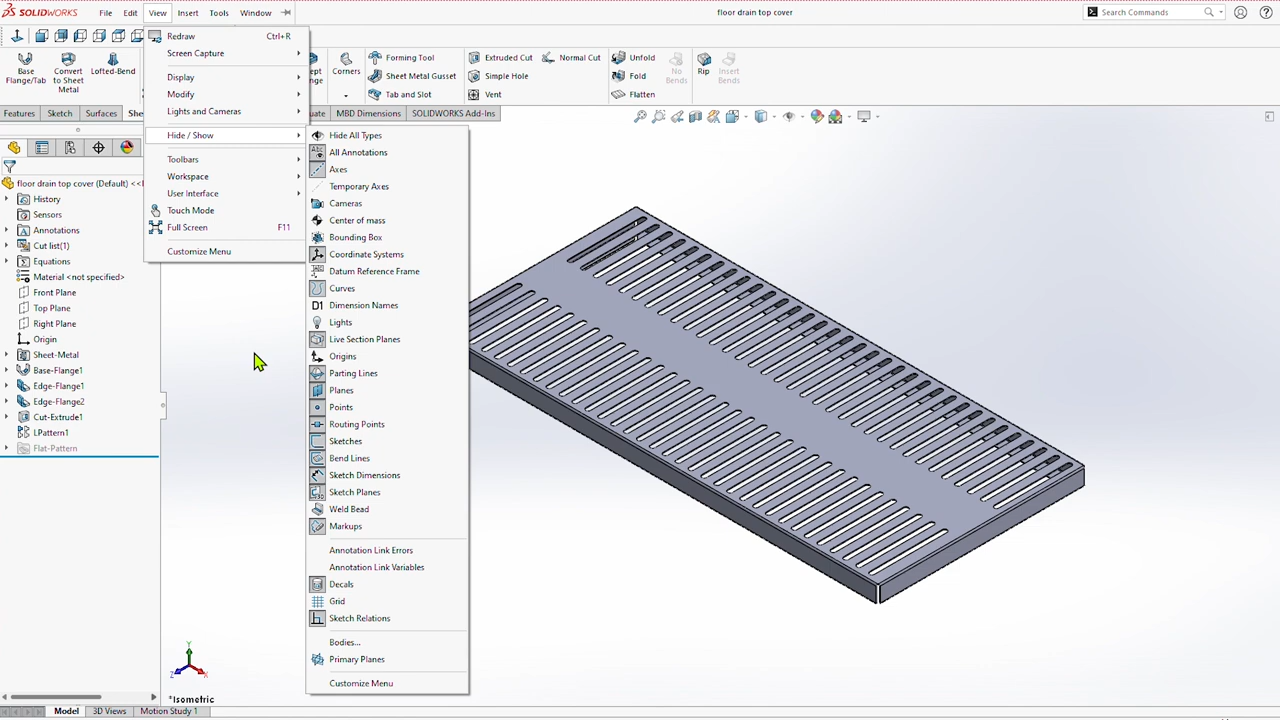 SOLIDWORKS File Edit View Insert Tools Window floor drain top cover Search Commands
Base Flange/Tab
Convert to Sheet Metal
Lofted-Bend
Corners
Forming Tool
Sheet Metal Gusset
Tab and Slot
Extruded Cut
Simple Hole
Vent
Normal Cut
Unfold
Fold
Flatten
No Bends
Rip
Insert Bends
Features Sketch Surfaces MBD Dimensions SOLIDWORKS Add-Ins
Redraw Ctrl+R
Screen Capture
Display
Modify
Lights and Cameras
Hide / Show
Toolbars
Workspace
User Interface
Touch Mode
Full Screen F11
Customize Menu
Hide All Types
All Annotations
Axes
Temporary Axes
Cameras
Center of mass
Bounding Box
Coordinate Systems
Datum Reference Frame
Curves
Dimension Names
Lights
Live Section Planes
Origins
Parting Lines
Planes
Points
Routing Points
Sketches
Bend Lines
Sketch Dimensions
Sketch Planes
Weld Bead
Markups
Annotation Link Errors
Annotation Link Variables
Decals
Grid
Sketch Relations
Bodies...
Primary Planes
Customize Menu
floor drain top cover (Default) <<
History
Sensors
Annotations
Cut list(1)
Equations
Material <not specified>
Front Plane
Top Plane
Right Plane
Origin
Sheet-Metal
Base-Flange1
Edge-Flange1
Edge-Flange2
Cut-Extrude1
LPattern1
Flat-Pattern
Y
Z
X
*Isometric
Model 3D Views Motion Study 1